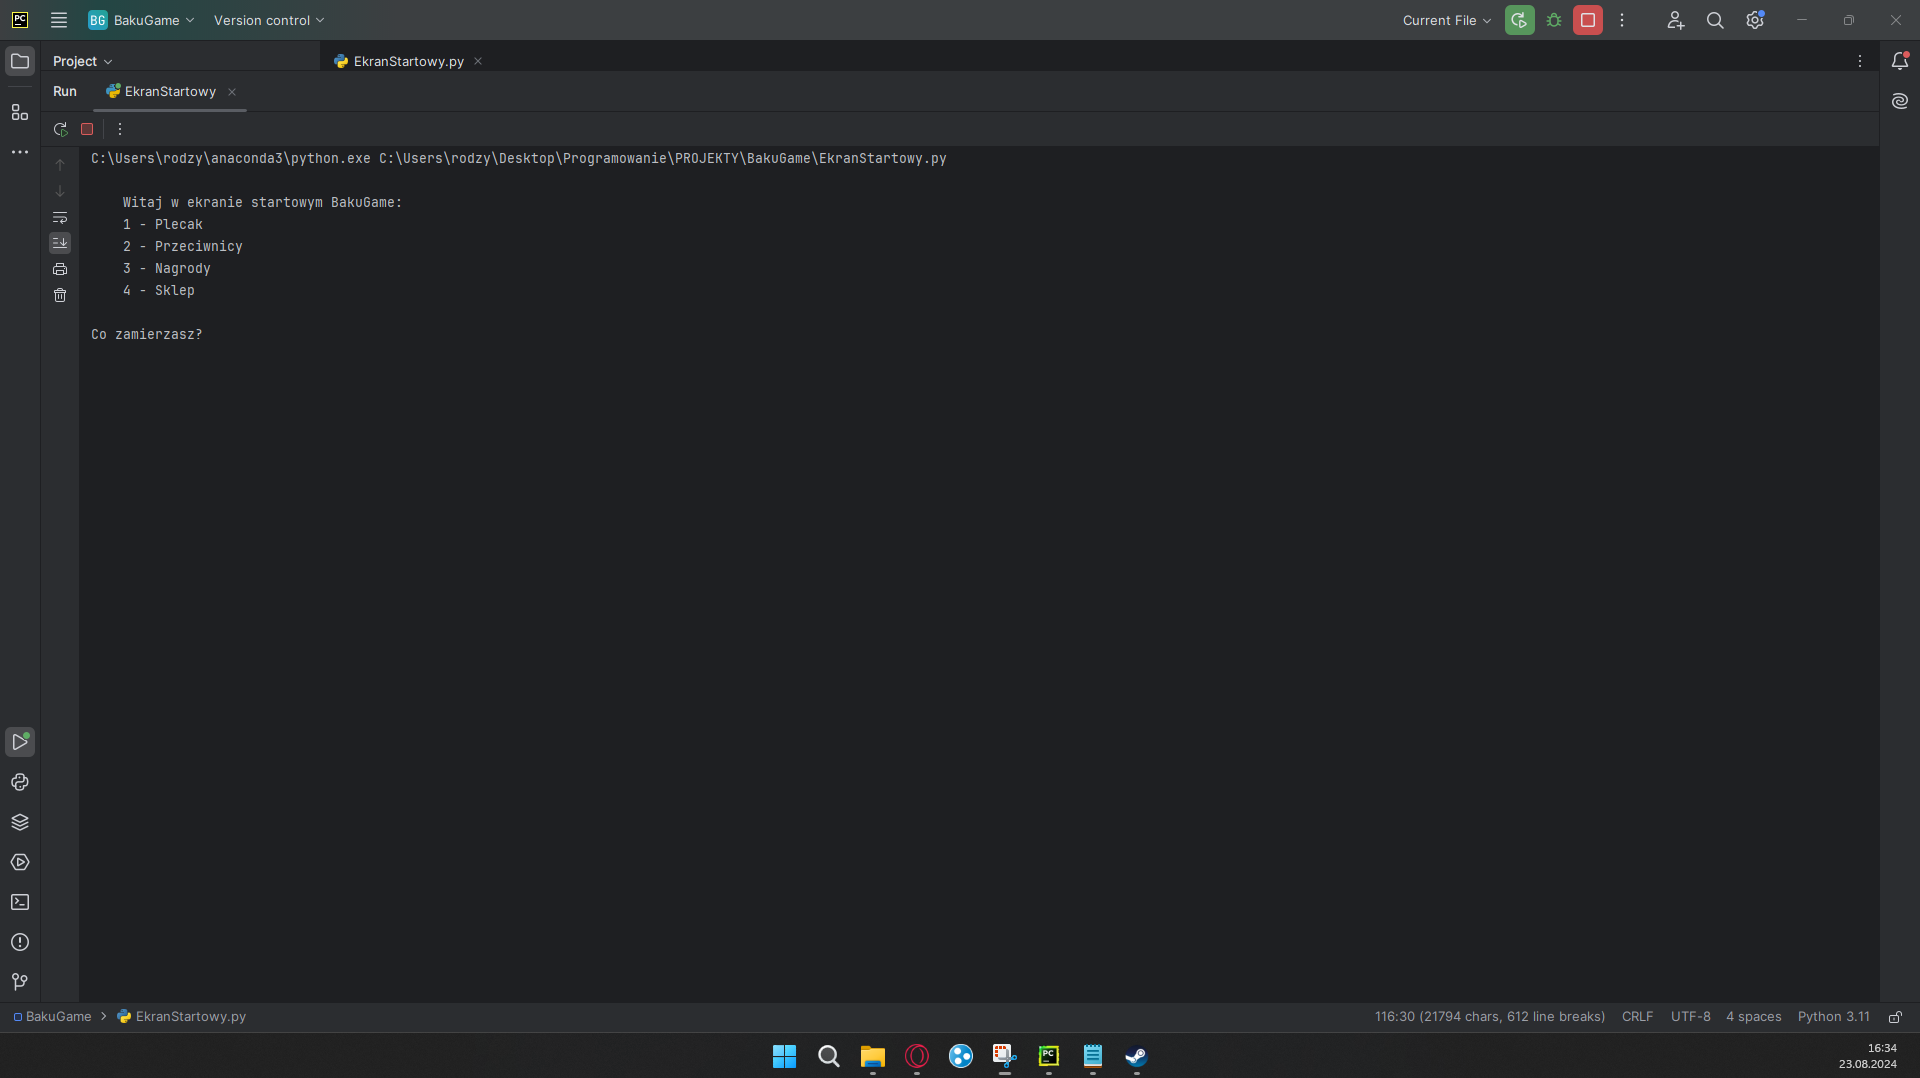 PC BG BakuGame Version control Current File
Project EkranStartowy.py
Run EkranStartowy
C:\Users\rodzy\anaconda3\python.exe C:\Users\rodzy\Desktop\Programowanie\PROJEKTY\BakuGame\EkranStartowy.py
Witaj w ekranie startowym BakuGame:
1 - Plecak
2 - Przeciwnicy
3 - Nagrody
4 - Sklep
Co zamierzasz?
BakuGame > EkranStartowy.py 116:30 (21794 chars, 612 line breaks) CRLF UTF-8 4 spaces Python 3.11
PC 16:34
23.08.2024